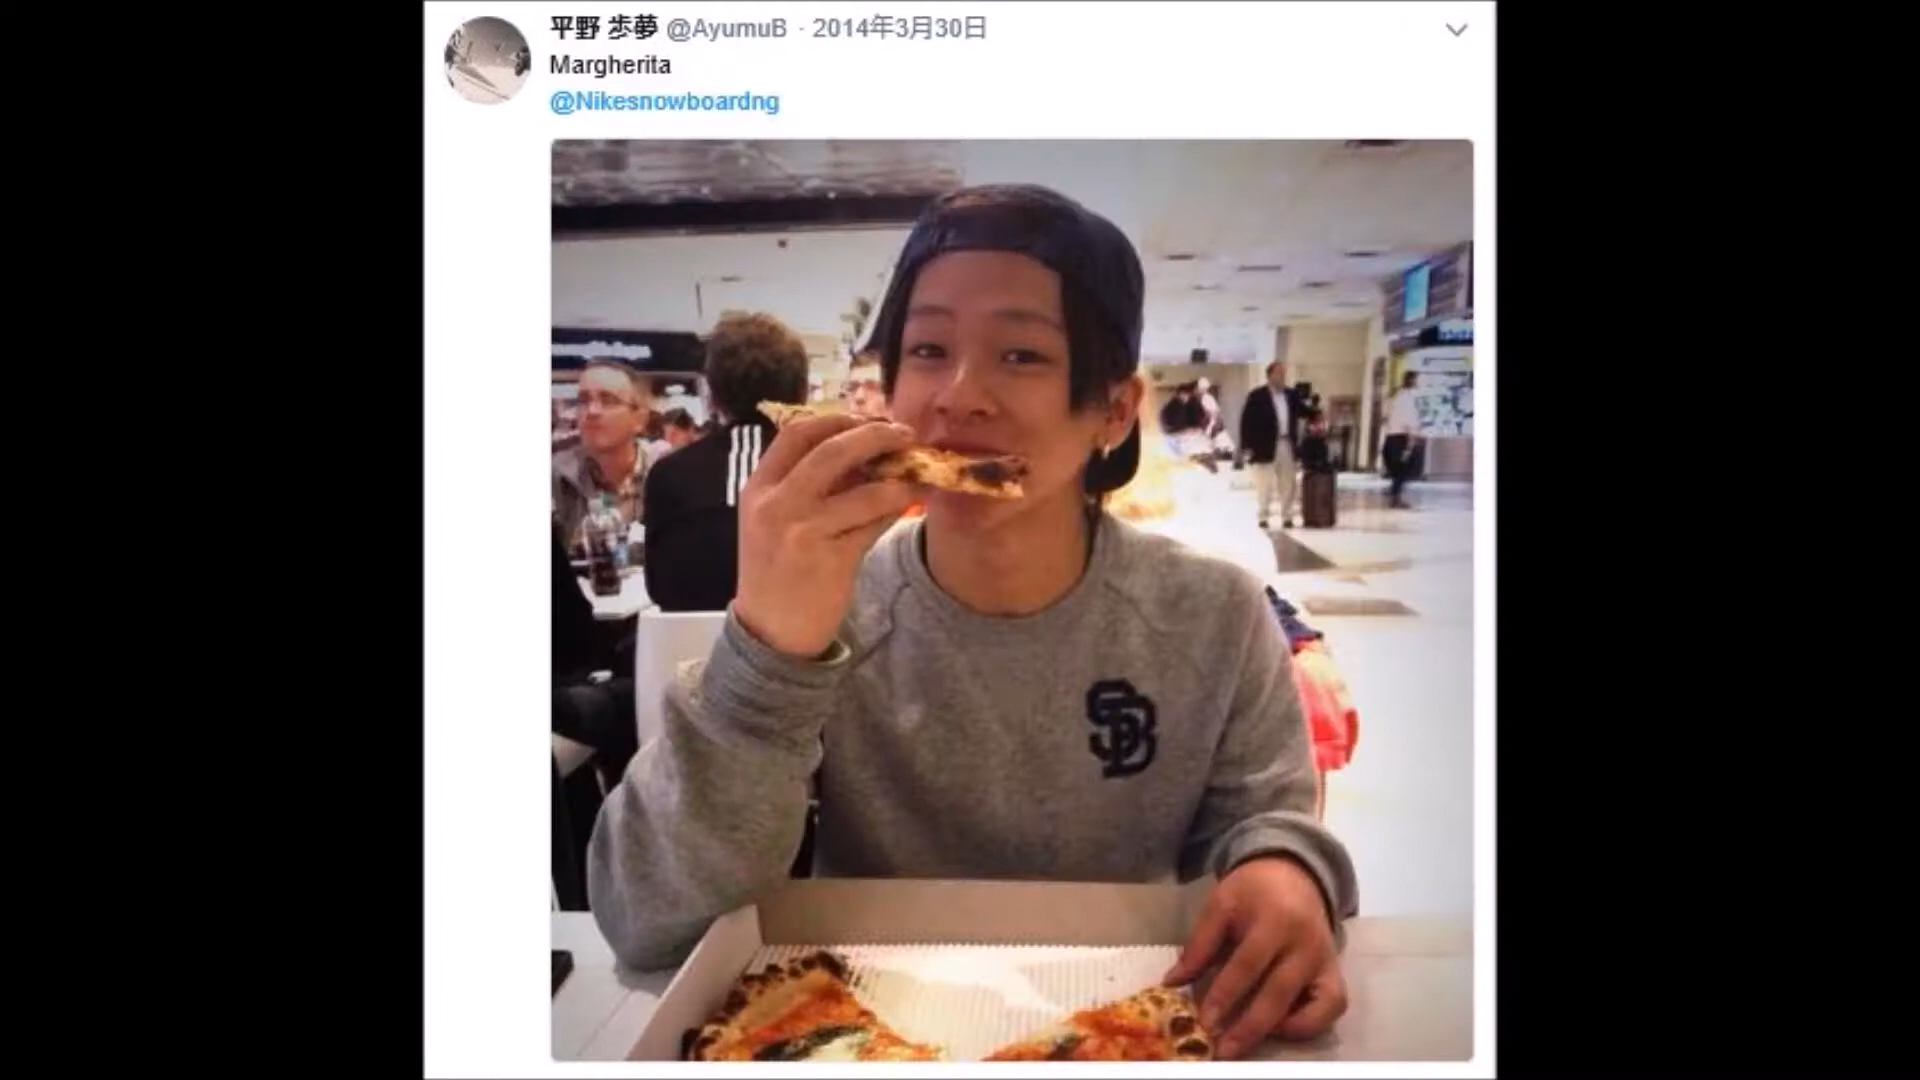 平野 歩夢 @AyumuB · 2014年3月30日
Margherita
@Nikesnowboardng
SB